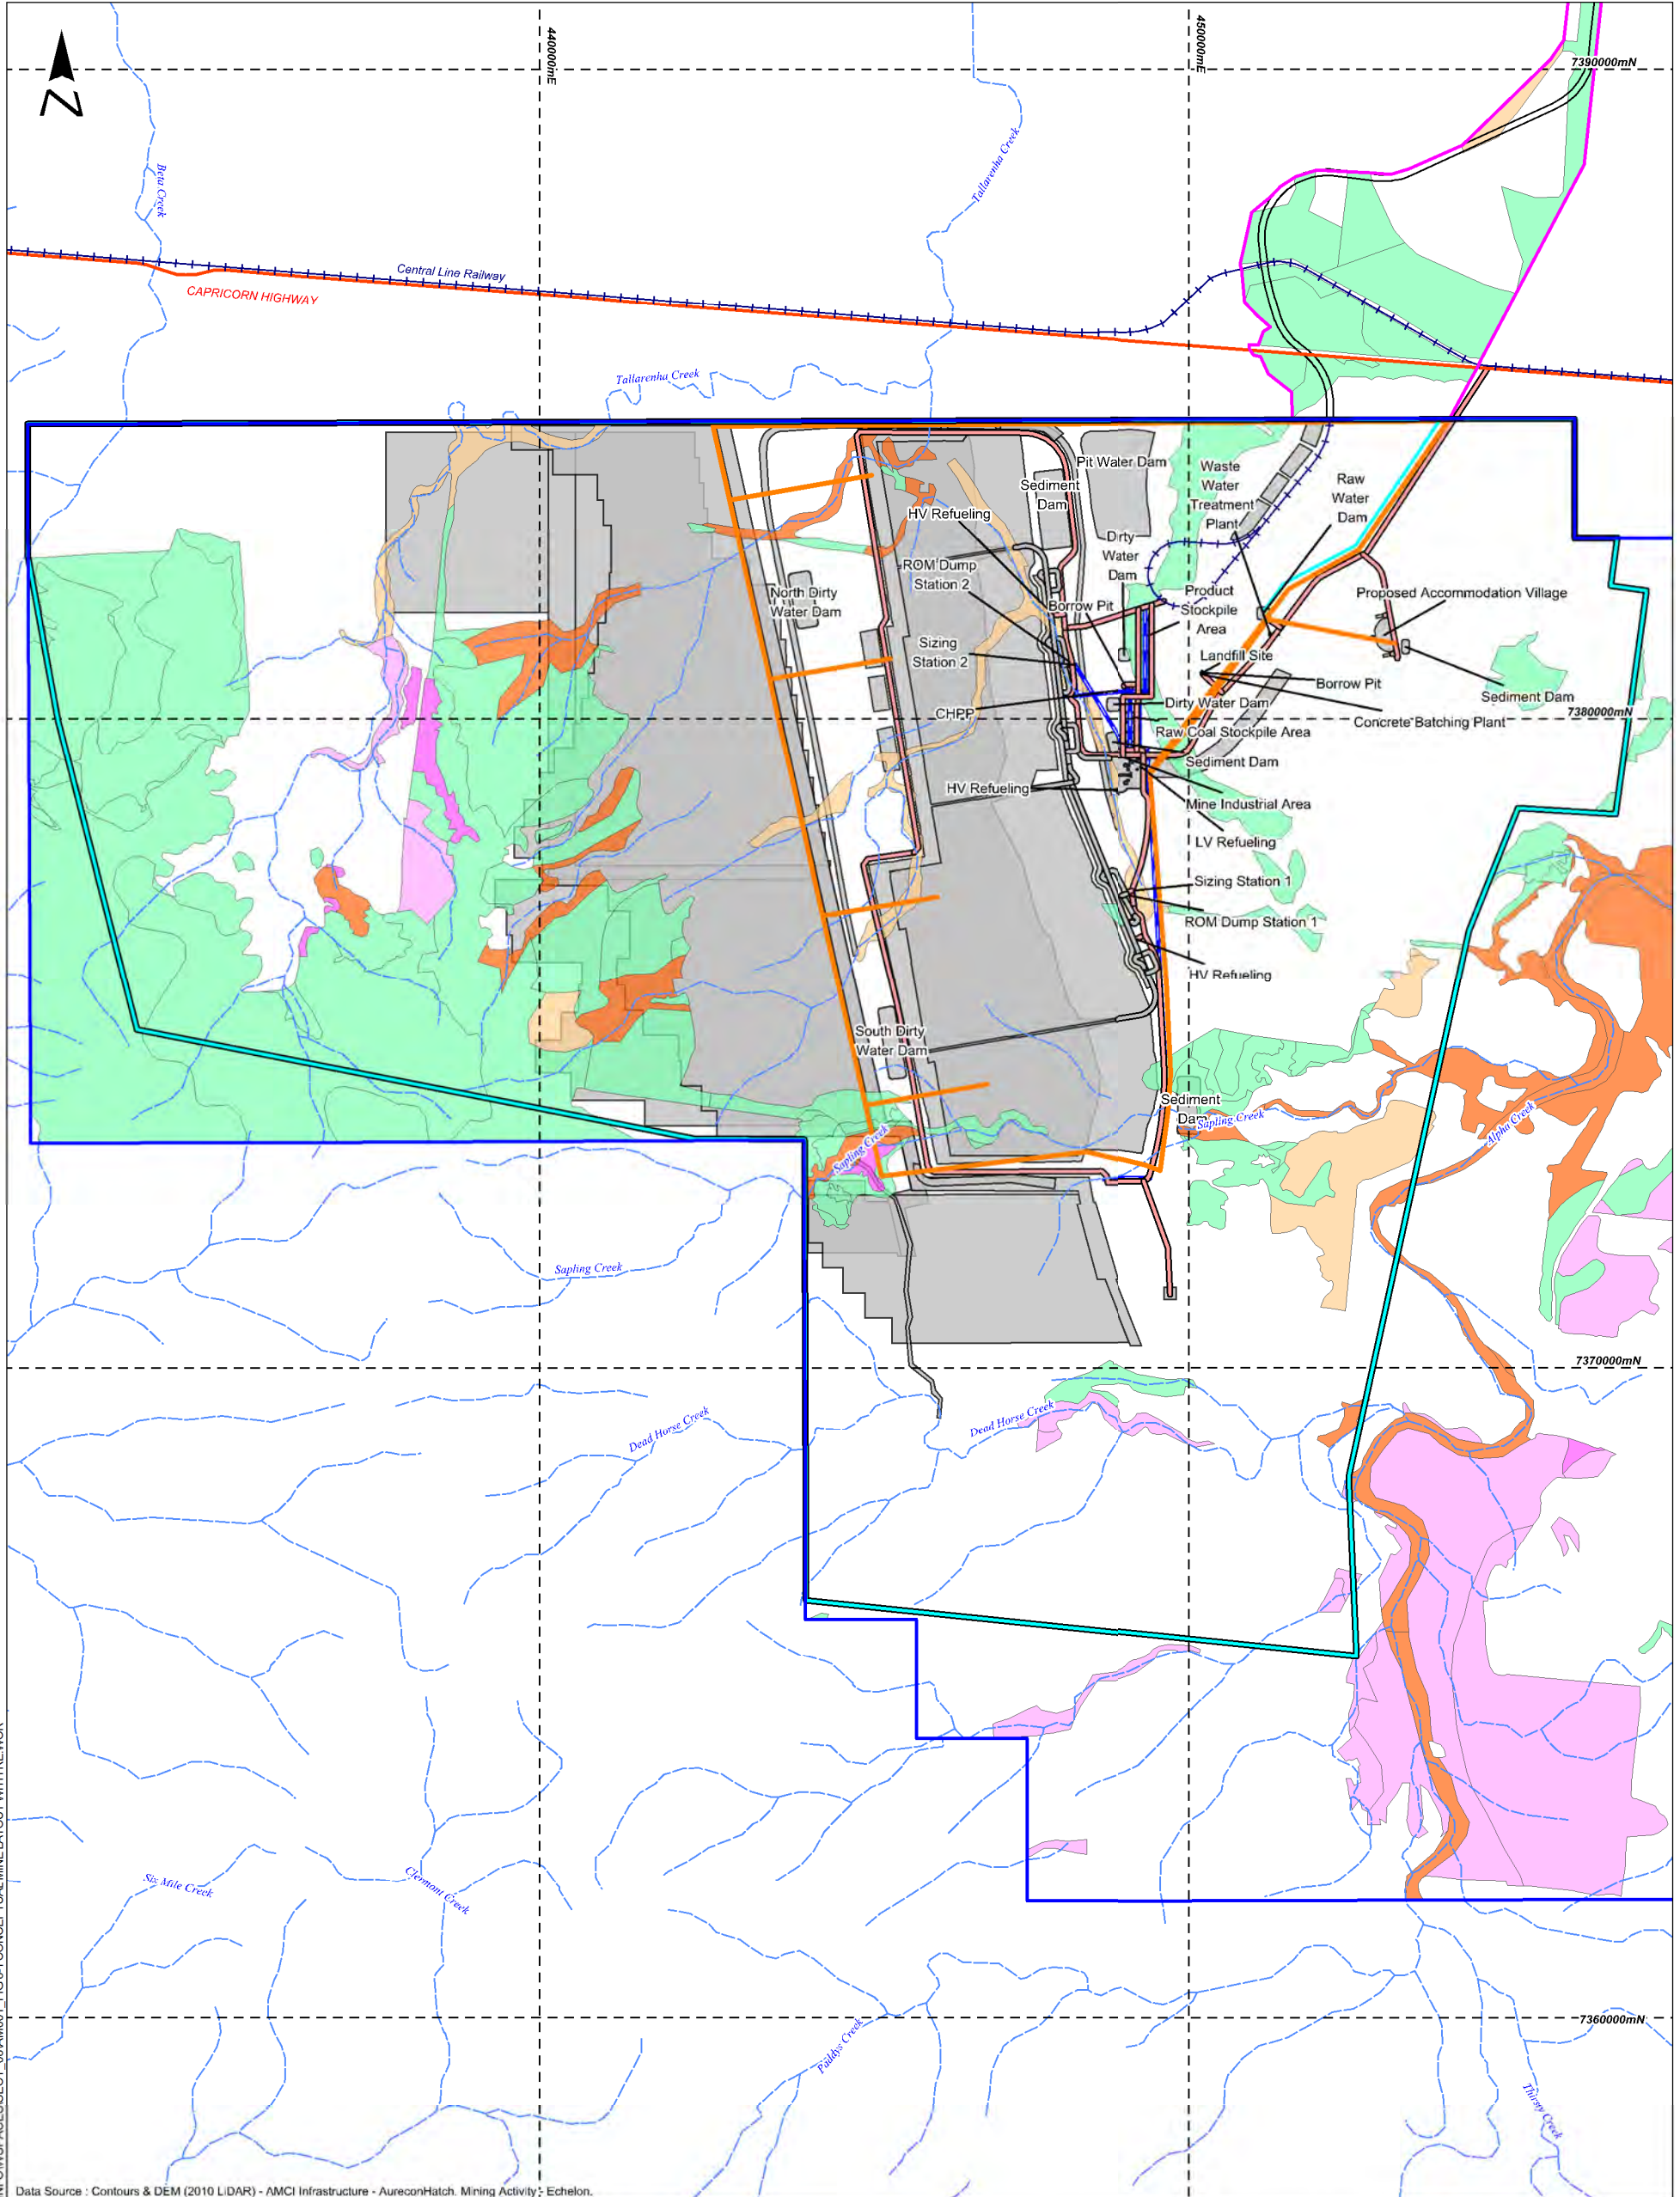 N
440000mE
450000mE
7390000mN
Beta Creek
Tallarenha Creek
Central Line Railway
CAPRICORN HIGHWAY
Tallarenha Creek
Pit Water Dam
Sediment
Dam
Waste
Water
Treatment
Plant
Raw
Water
Dam
HV Refueling
Dirty
Water
Dam
ROM Dump
Station 2
North Dirty
Water Dam
Borrow Pit
Product
Stockpile
Area
Proposed Accommodation Village
Sizing
Station 2
Landfill Site
Borrow Pit
Sediment Dam
CHPP
Dirty Water Dam
7380000mN
Concrete Batching Plant
Raw Coal Stockpile Area
Sediment Dam
HV Refueling
Mine Industrial Area
LV Refueling
Sizing Station 1
ROM Dump Station 1
HV Refueling
South Dirty
Water Dam
Sediment
Dam
Sapling Creek
Alpha Creek
Sapling Creek
Sapling Creek
7370000mN
Dead Horse Creek
Dead Horse Creek
Six Mile Creek
Clermont Creek
7360000mN
Paddys Creek
Thirsty Creek
Data Source : Contours & DEM (2010 LiDAR) - AMCI Infrastructure - AureconHatch. Mining Activity - Echelon.